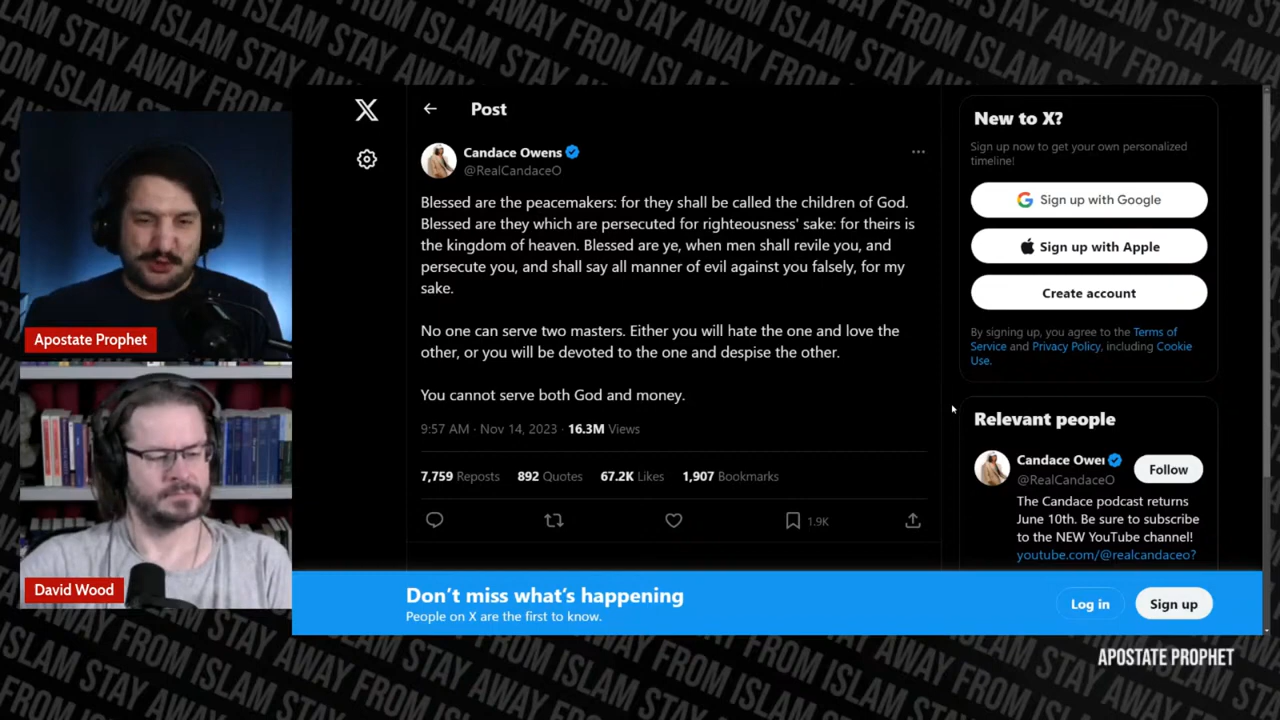 STAY AWAY FROM ISLAM
Post
Candace Owens
@RealCandaceO
Blessed are the peacemakers: for they shall be called the children of God.
Blessed are they which are persecuted for righteousness' sake: for theirs is
the kingdom of heaven. Blessed are ye, when men shall revile you, and
persecute you, and shall say all manner of evil against you falsely, for my
sake.
No one can serve two masters. Either you will hate the one and love the
other, or you will be devoted to the one and despise the other.
You cannot serve both God and money.
9:57 AM · Nov 14, 2023 · 16.3M Views
7,759 Reposts 892 Quotes 67.2K Likes 1,907 Bookmarks
1.9K
New to X?
Sign up now to get your own personalized
timeline!
Sign up with Google
Sign up with Apple
Create account
By signing up, you agree to the Terms of
Service and Privacy Policy, including Cookie
Use.
Relevant people
Candace Ower
@RealCandaceO
Follow
The Candace podcast returns
June 10th. Be sure to subscribe
to the NEW YouTube channel!
youtube.com/@realcandaceo?
Don't miss what's happening
People on X are the first to know.
Log in
Sign up
Apostate Prophet
David Wood
APOSTATE PROPHET